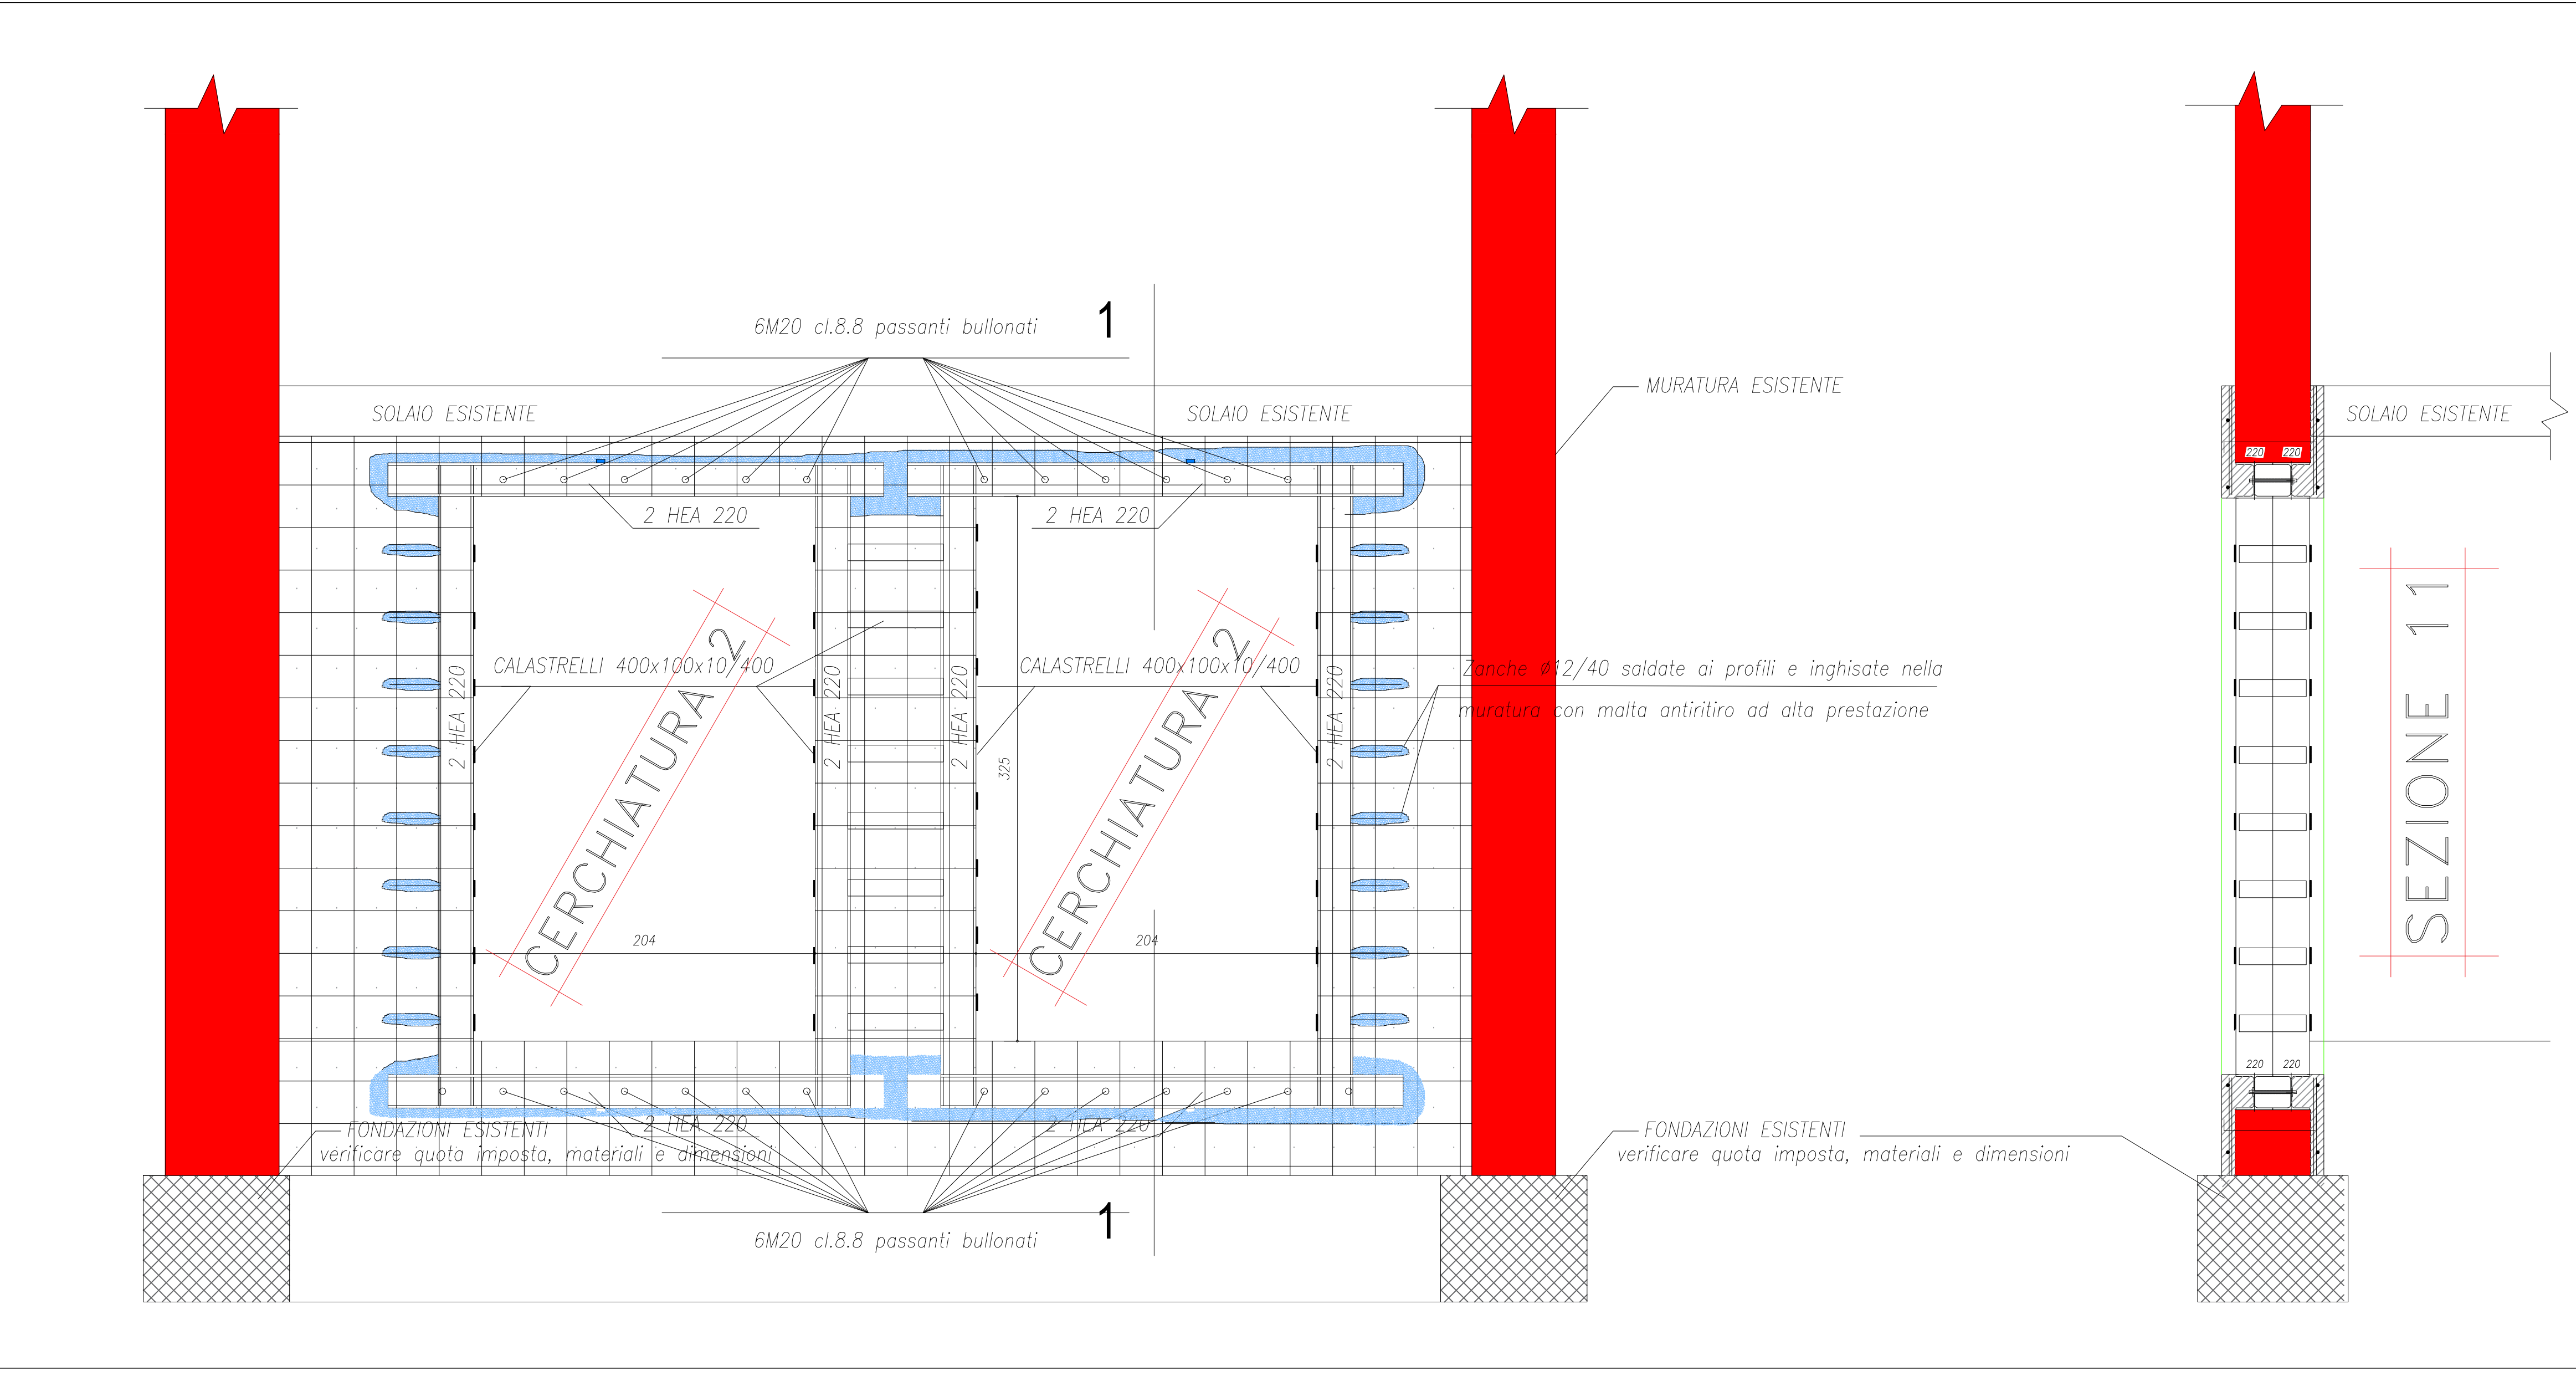 6M20 cl.8.8 passanti bullonati
1
MURATURA ESISTENTE
SOLAIO ESISTENTE
SOLAIO ESISTENTE
SOLAIO ESISTENTE
220 220
2 HEA 220
2 HEA 220
CALASTRELLI 400x100x10/400
CALASTRELLI 400x100x10/400
Zanche ø12/40 saldate ai profili e inghisate nella
muratura con malta antiritiro ad alta prestazione
2 HEA 220
2 HEA 220
2 HEA 220
2 HEA 220
325
CERCHIATURA 2
CERCHIATURA 2
SEZIONE 11
204
204
220 220
2 HEA 220
2 HEA 220
FONDAZIONI ESISTENTI
verificare quota imposta, materiali e dimensioni
FONDAZIONI ESISTENTI
verificare quota imposta, materiali e dimensioni
6M20 cl.8.8 passanti bullonati
1